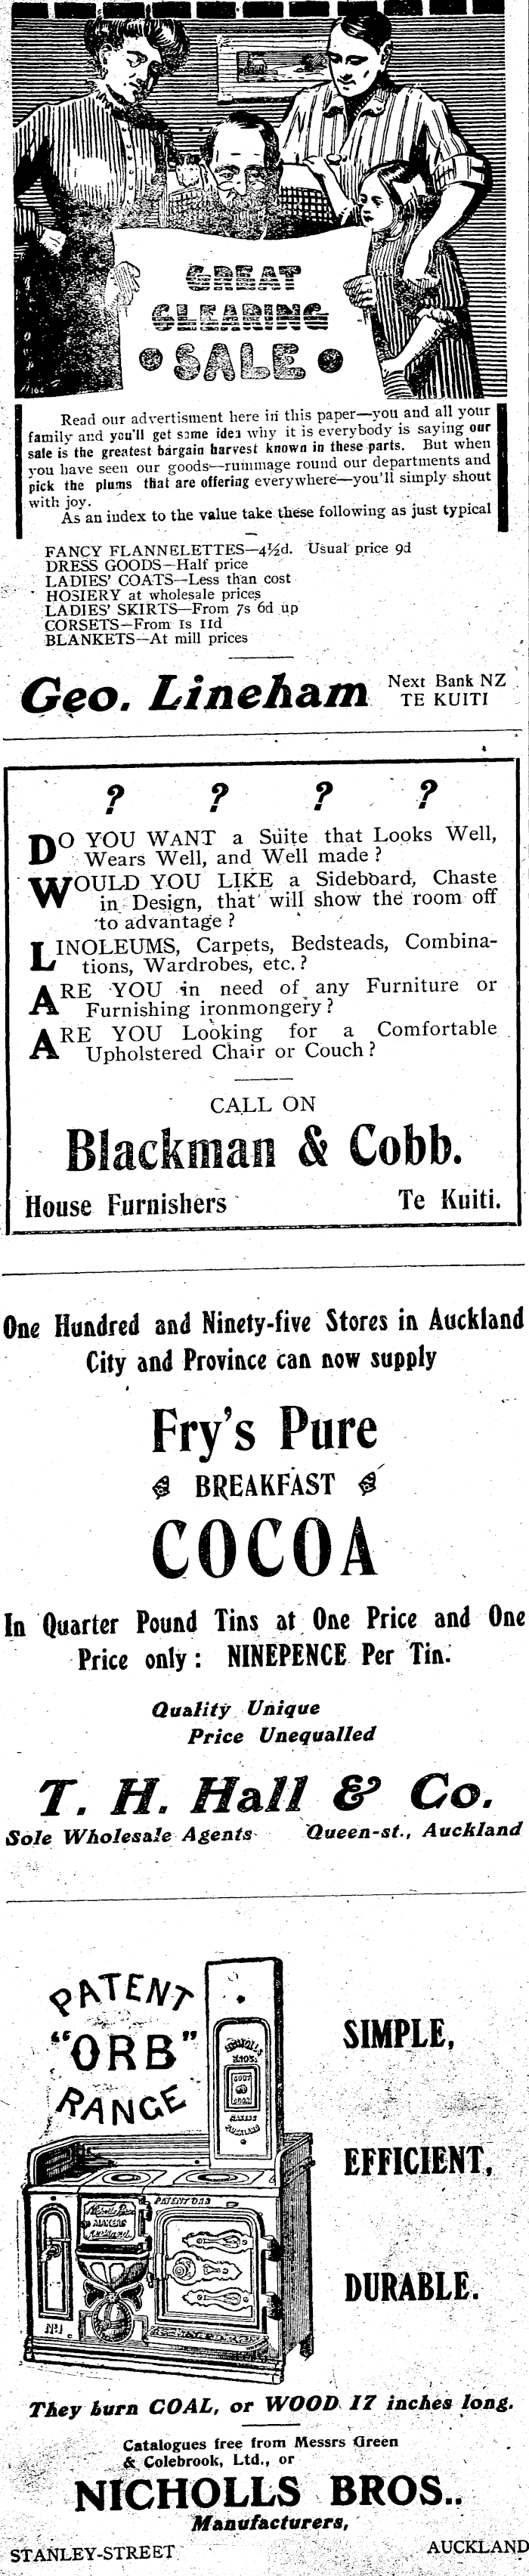 GREAT
CLEARING
SALE
Read our advertisment here in this paper—you and all your
family and you'll get some idea why it is everybody is saying our
sale is the greatest bargain harvest known in these parts. But when
you have seen our goods—rummage round our departments and
pick the plums that are offering everywhere—you'll simply shout
with joy.
As an index to the value take these following as just typical
FANCY FLANNELETTES—4½d. Usual price 9d
DRESS GOODS—Half price
LADIES' COATS—Less than cost
HOSIERY at wholesale prices
LADIES' SKIRTS—From 7s 6d up
CORSETS—From 1s 11d
BLANKETS—At mill prices
Geo. Lineham Next Bank NZ
TE KUITI
? ? ? ?
DO YOU WANT a Suite that Looks Well,
Wears Well, and Well made?
WOULD YOU LIKE a Sideboard, Chaste
in Design, that will show the room off
to advantage?
LINOLEUMS, Carpets, Bedsteads, Combina-
tions, Wardrobes, etc.?
ARE YOU in need of any Furniture or
Furnishing ironmongery?
ARE YOU Looking for a Comfortable
Upholstered Chair or Couch?
CALL ON
Blackman & Cobb.
House Furnishers Te Kuiti.
One Hundred and Ninety-five Stores in Auckland
City and Province can now supply
Fry's Pure
BREAKFAST
COCOA
In Quarter Pound Tins at One Price and One
Price only: NINEPENCE Per Tin.
Quality Unique
Price Unequalled
T. H. Hall & Co.
Sole Wholesale Agents Queen-st., Auckland
PATENT
"ORB"
RANGE
SIMPLE,
EFFICIENT,
DURABLE.
NICHOLLS
MAKERS
AUCKLAND
PATENT ORB
MAKERS
Auckland
No 1
They burn COAL, or WOOD 17 inches long.
Catalogues free from Messrs Green
& Colebrook, Ltd., or
NICHOLLS BROS..
Manufacturers,
STANLEY-STREET AUCKLAND